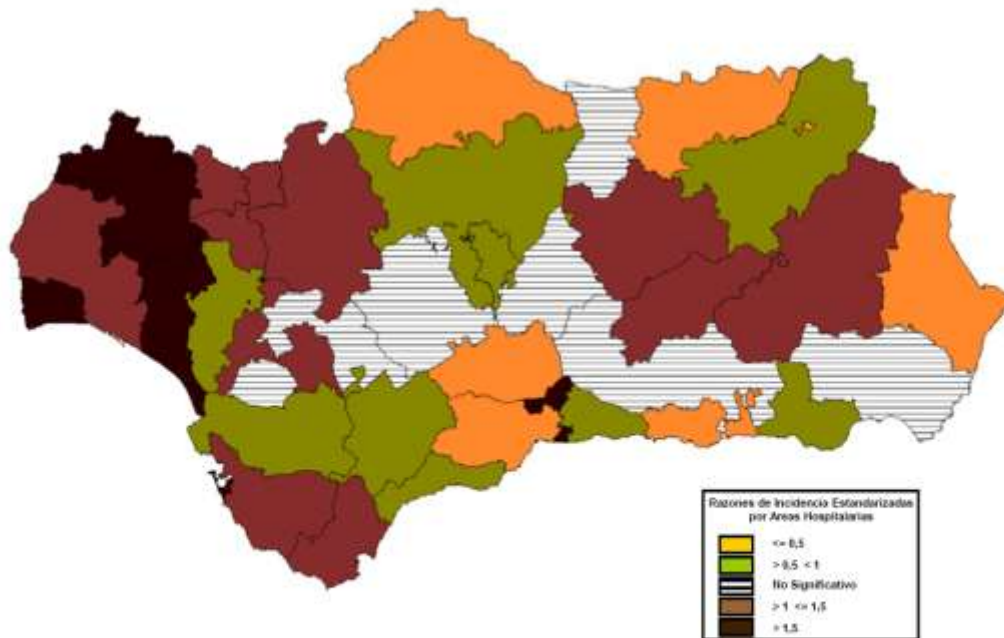 Razones de Incidencia Estandarizadas
por Areas Hospitalarias
<= 0,5
> 0,5 < 1
No Significativo
> 1 <= 1,5
> 1,5